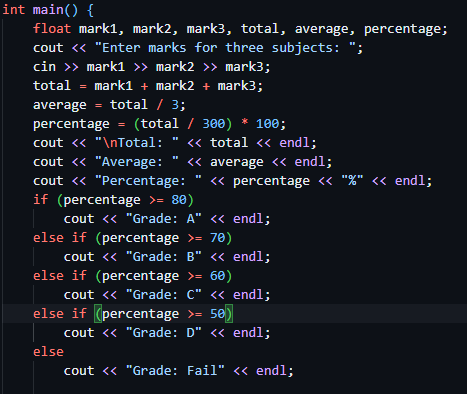 int main() {
    float mark1, mark2, mark3, total, average, percentage;
    cout << "Enter marks for three subjects: ";
    cin >> mark1 >> mark2 >> mark3;
    total = mark1 + mark2 + mark3;
    average = total / 3;
    percentage = (total / 300) * 100;
    cout << "\nTotal: " << total << endl;
    cout << "Average: " << average << endl;
    cout << "Percentage: " << percentage << "%" << endl;
    if (percentage >= 80)
        cout << "Grade: A" << endl;
    else if (percentage >= 70)
        cout << "Grade: B" << endl;
    else if (percentage >= 60)
        cout << "Grade: C" << endl;
    else if (percentage >= 50)
        cout << "Grade: D" << endl;
    else
        cout << "Grade: Fail" << endl;